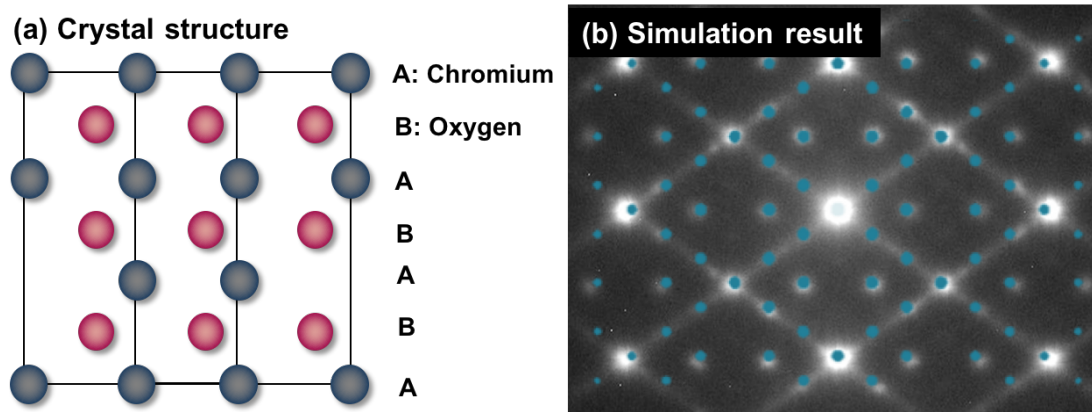 (a) Crystal structure
A: Chromium
B: Oxygen
A
B
A
B
A
(b) Simulation result